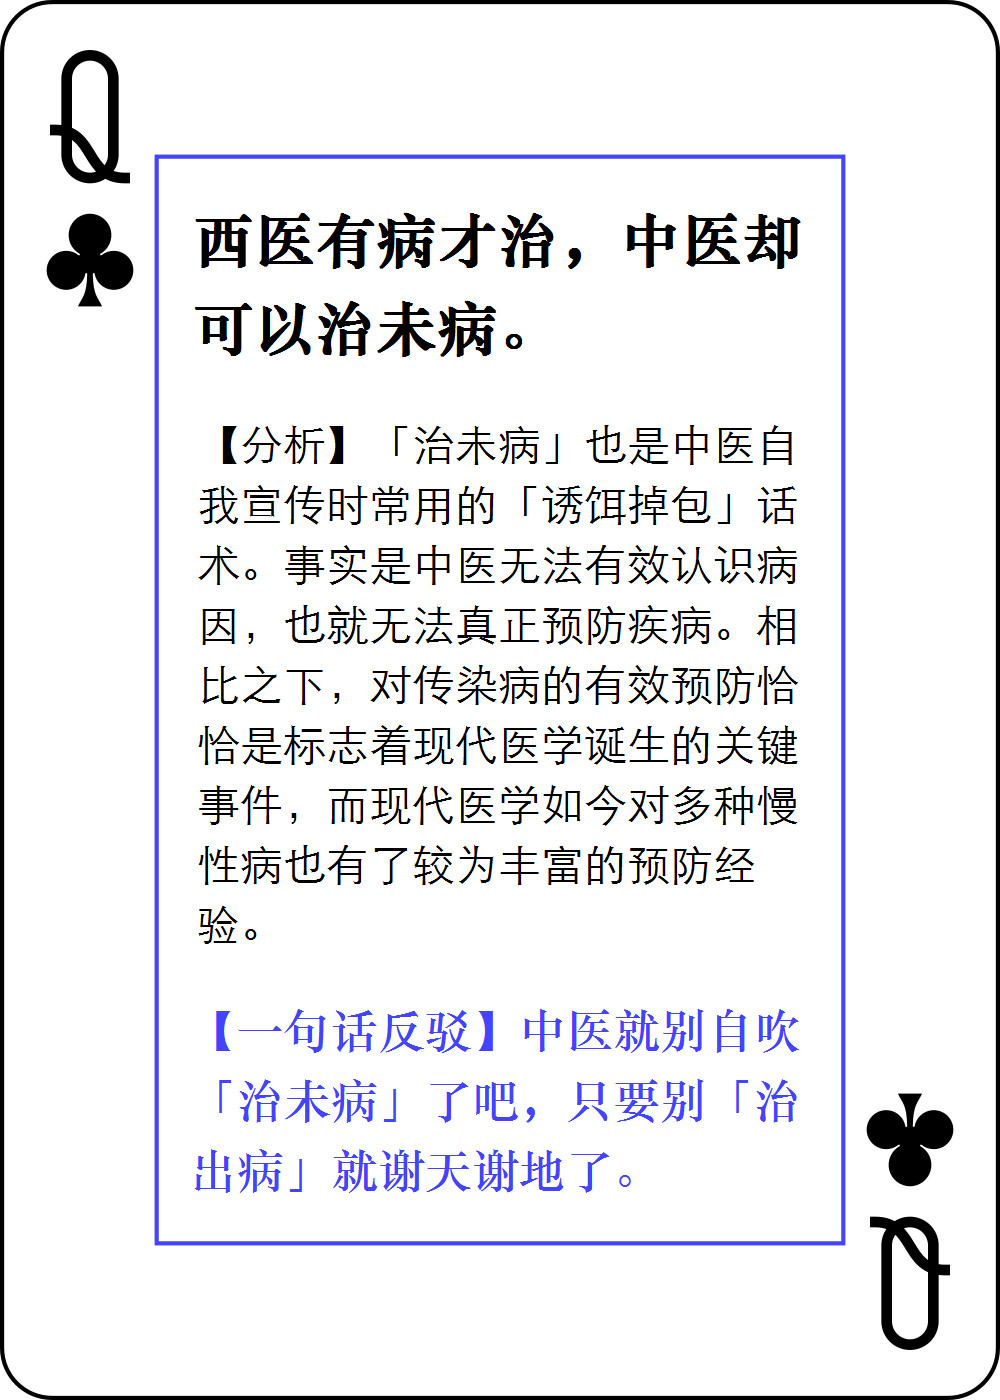 Q
西医有病才治，中医却
可以治未病。
【分析】「治未病」也是中医自
我宣传时常用的「诱饵掉包」话
术。事实是中医无法有效认识病
因，也就无法真正预防疾病。相
比之下，对传染病的有效预防恰
恰是标志着现代医学诞生的关键
事件，而现代医学如今对多种慢
性病也有了较为丰富的预防经
验。
【一句话反驳】中医就别自吹
「治未病」了吧，只要别「治
出病」就谢天谢地了。
Q